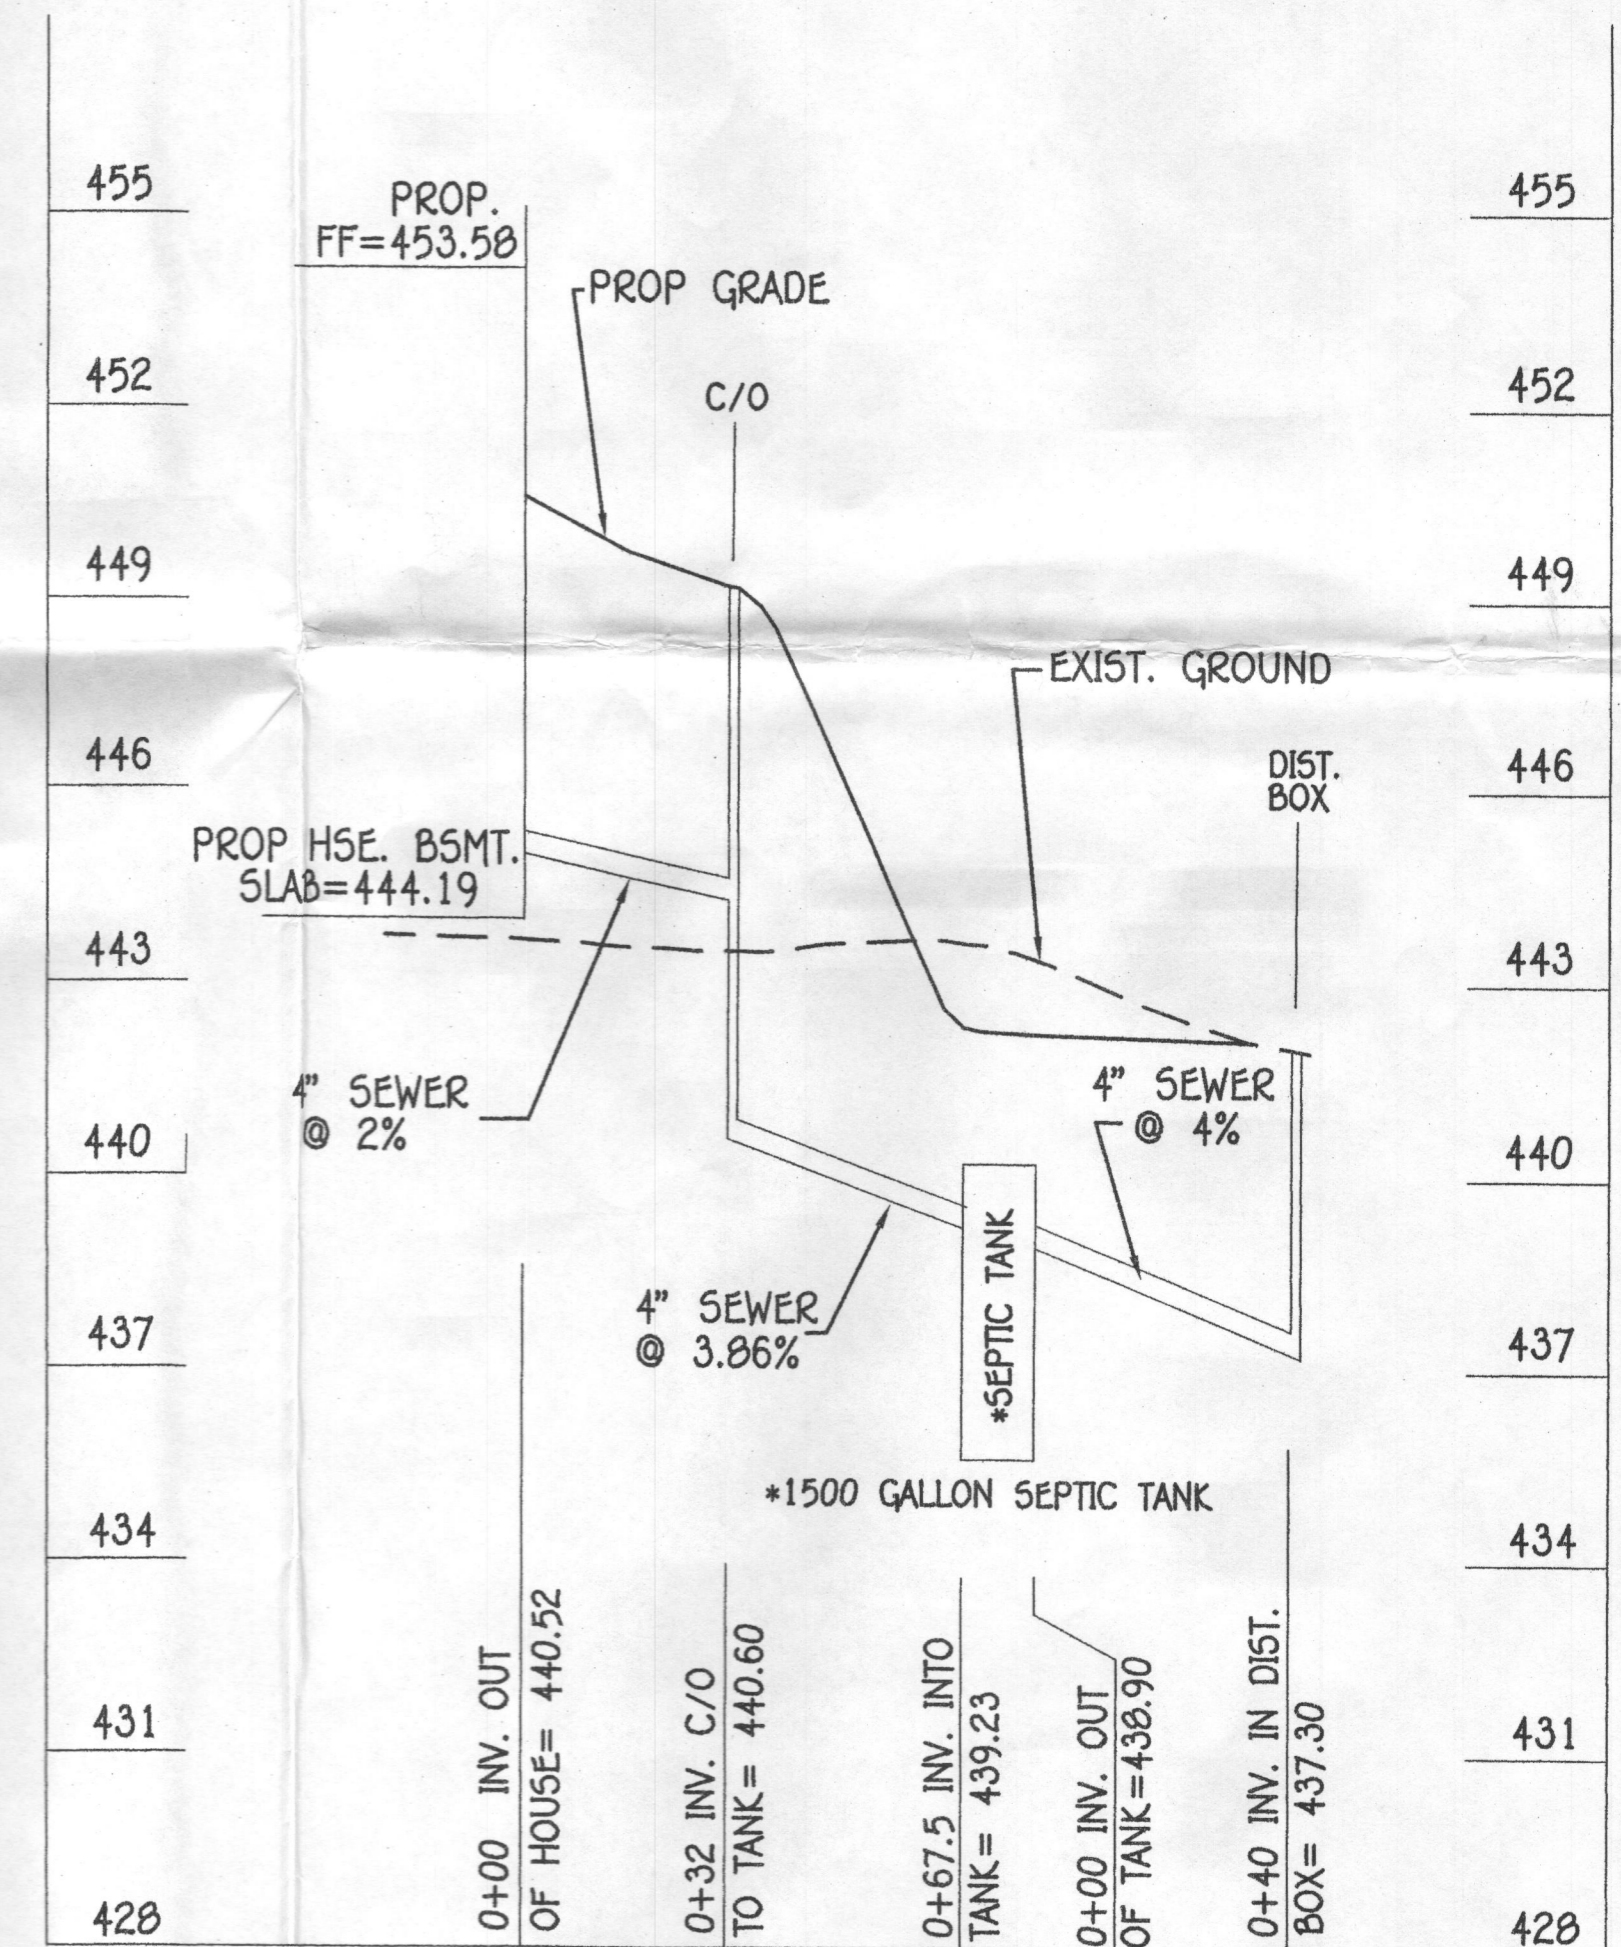 455
452
449
446
443
440
437
434
431
428
PROP.
FF=453.58
PROP GRADE
C/O
EXIST. GROUND
DIST.
BOX
PROP HSE. BSMT.
SLAB=444.19
4" SEWER
@ 2%
4" SEWER
@ 4%
4" SEWER
@ 3.86%
*SEPTIC TANK
*1500 GALLON SEPTIC TANK
0+00 INV. OUT
OF HOUSE= 440.52
0+32 INV. C/O
TO TANK= 440.60
0+67.5 INV. INTO
TANK= 439.23
0+00 INV. OUT
OF TANK=438.90
0+40 INV. IN DIST.
BOX= 437.30
455
452
449
446
443
440
437
434
431
428